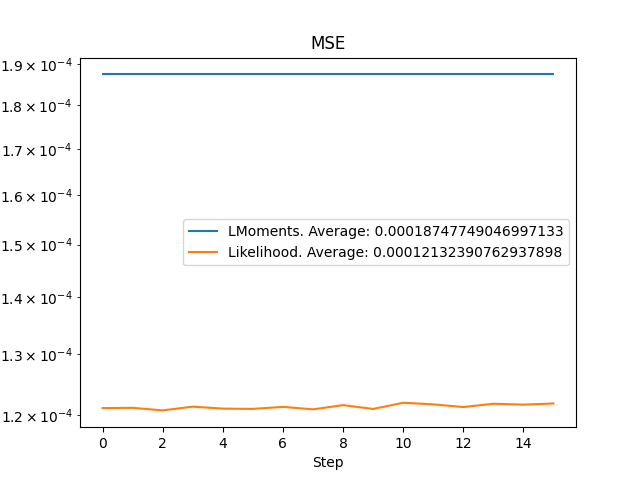 MSE
1.9 × 10⁻⁴
1.8 × 10⁻⁴
1.7 × 10⁻⁴
1.6 × 10⁻⁴
1.5 × 10⁻⁴
1.4 × 10⁻⁴
1.3 × 10⁻⁴
1.2 × 10⁻⁴
LMoments. Average: 0.00018747749046997133
Likelihood. Average: 0.00012132390762937898
0 2 4 6 8 10 12 14
Step